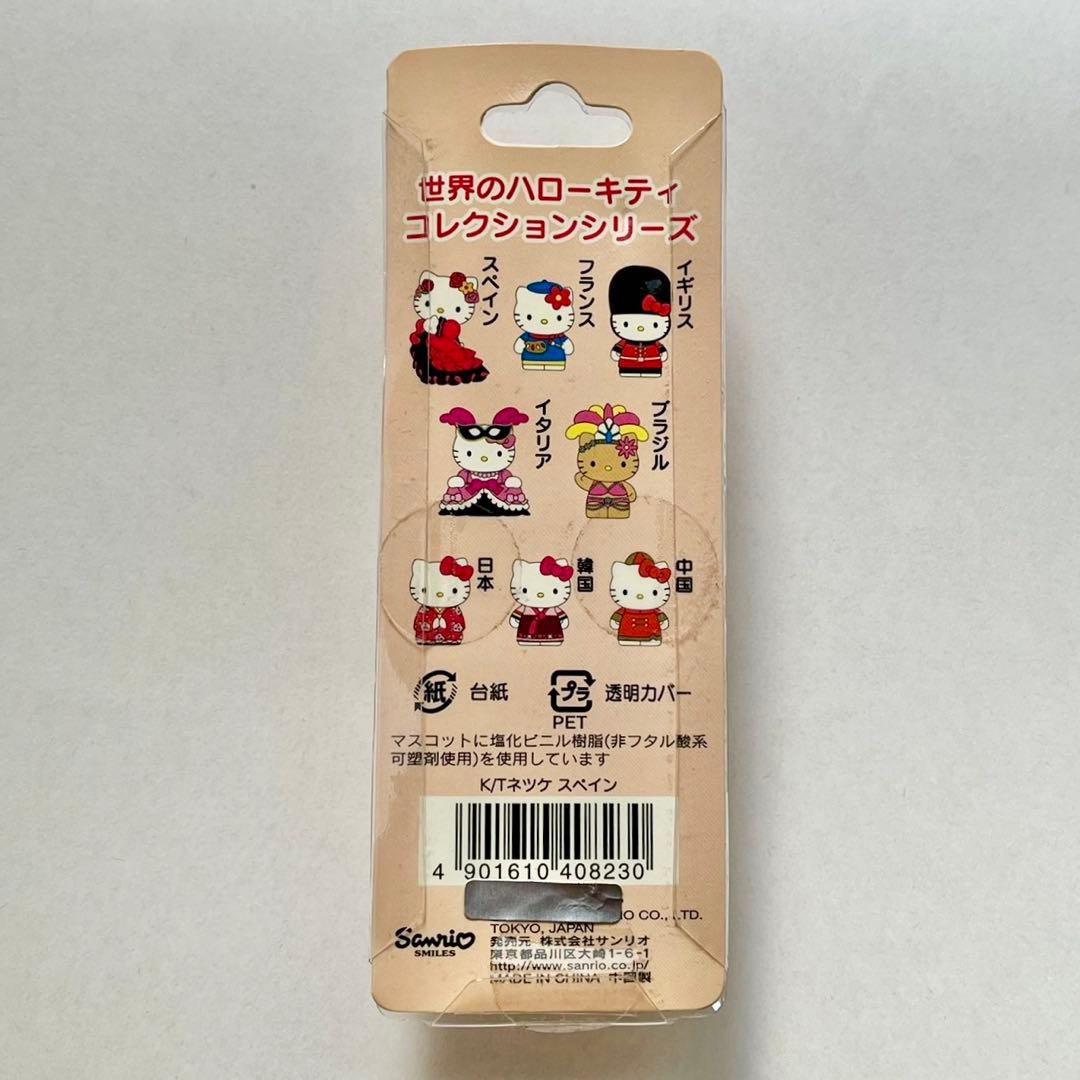 世界のハローキティ
コレクションシリーズ
スペイン
フランス
イギリス
イタリア
ブラジル
日本
韓国
中国
紙
台紙
プラ
透明カバー
PET
マスコットに塩化ビニル樹脂(非フタル酸系
可塑剤使用)を使用しています
K/Tネツケ スペイン
4 901610 408230
CO., LTD.
TOKYO, JAPAN
Sanrio
SMILES
発売元 株式会社サンリオ
東京都品川区大崎1-6-1
http://www.sanrio.co.jp/
MADE IN CHINA 中国製